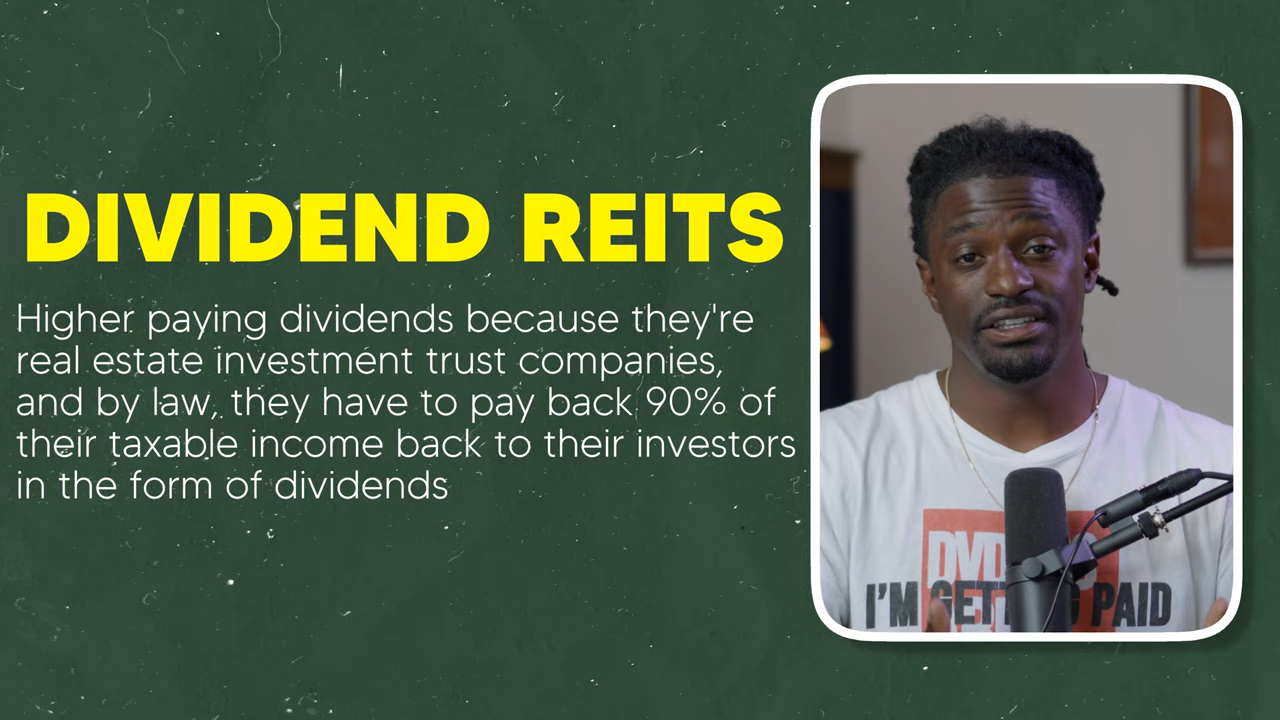 DIVIDEND REITS
Higher paying dividends because they're
real estate investment trust companies,
and by law, they have to pay back 90% of
their taxable income back to their investors
in the form of dividends
I'M PAID